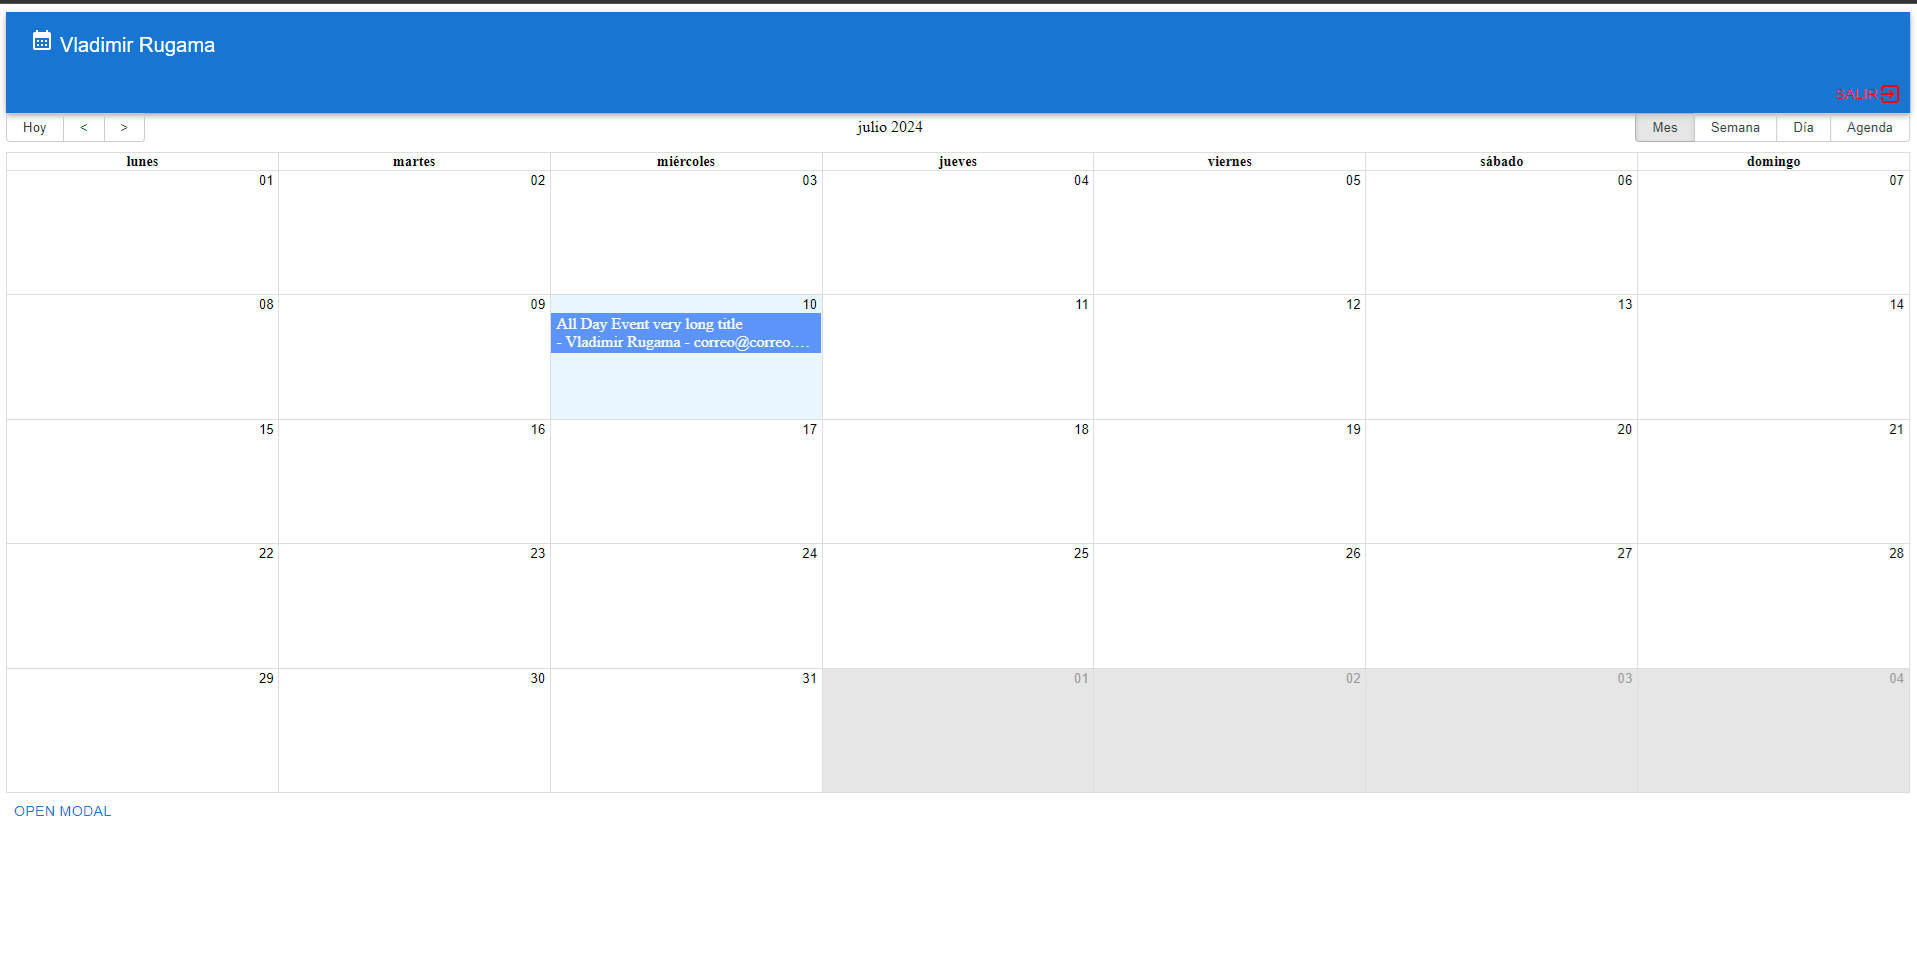 Vladimir Rugama
SALIR
Hoy < > julio 2024 Mes Semana Día Agenda
lunes martes miércoles jueves viernes sábado domingo
01 02 03 04 05 06 07
08 09 10 11 12 13 14
All Day Event very long title
- Vladimir Rugama - correo@correo....
15 16 17 18 19 20 21
22 23 24 25 26 27 28
29 30 31 01 02 03 04
OPEN MODAL